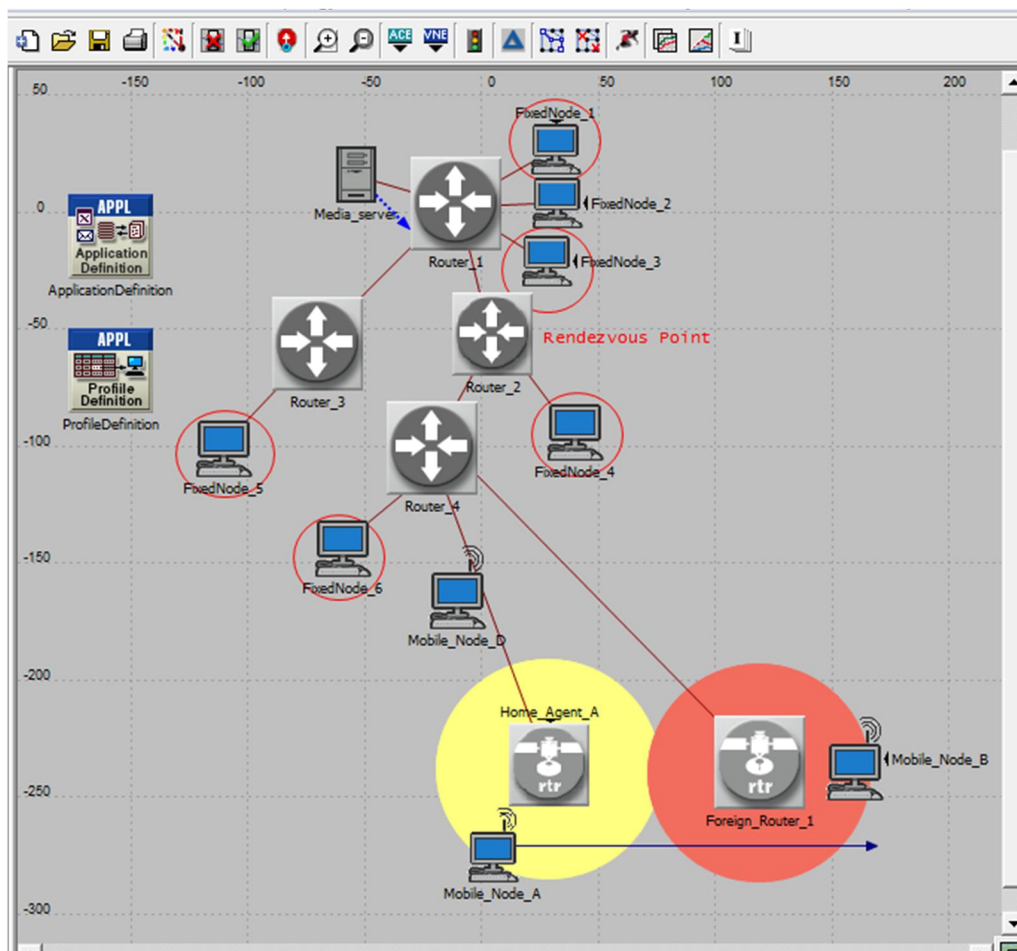 ACE
VNE
-150
-100
-50
0
50
100
150
200
50
0
-50
-100
-150
-200
-250
-300
FixedNode_1
Media_server
FixedNode_2
Router_1
FixedNode_3
APPL
Application
Definition
ApplicationDefinition
APPL
Profile
Definition
ProfileDefinition
Rendezvous Point
Router_2
Router_3
FixedNode_4
FixedNode_5
Router_4
FixedNode_6
Mobile_Node_D
Home_Agent_A
rtr
rtr
Mobile_Node_B
Foreign_Router_1
Mobile_Node_A